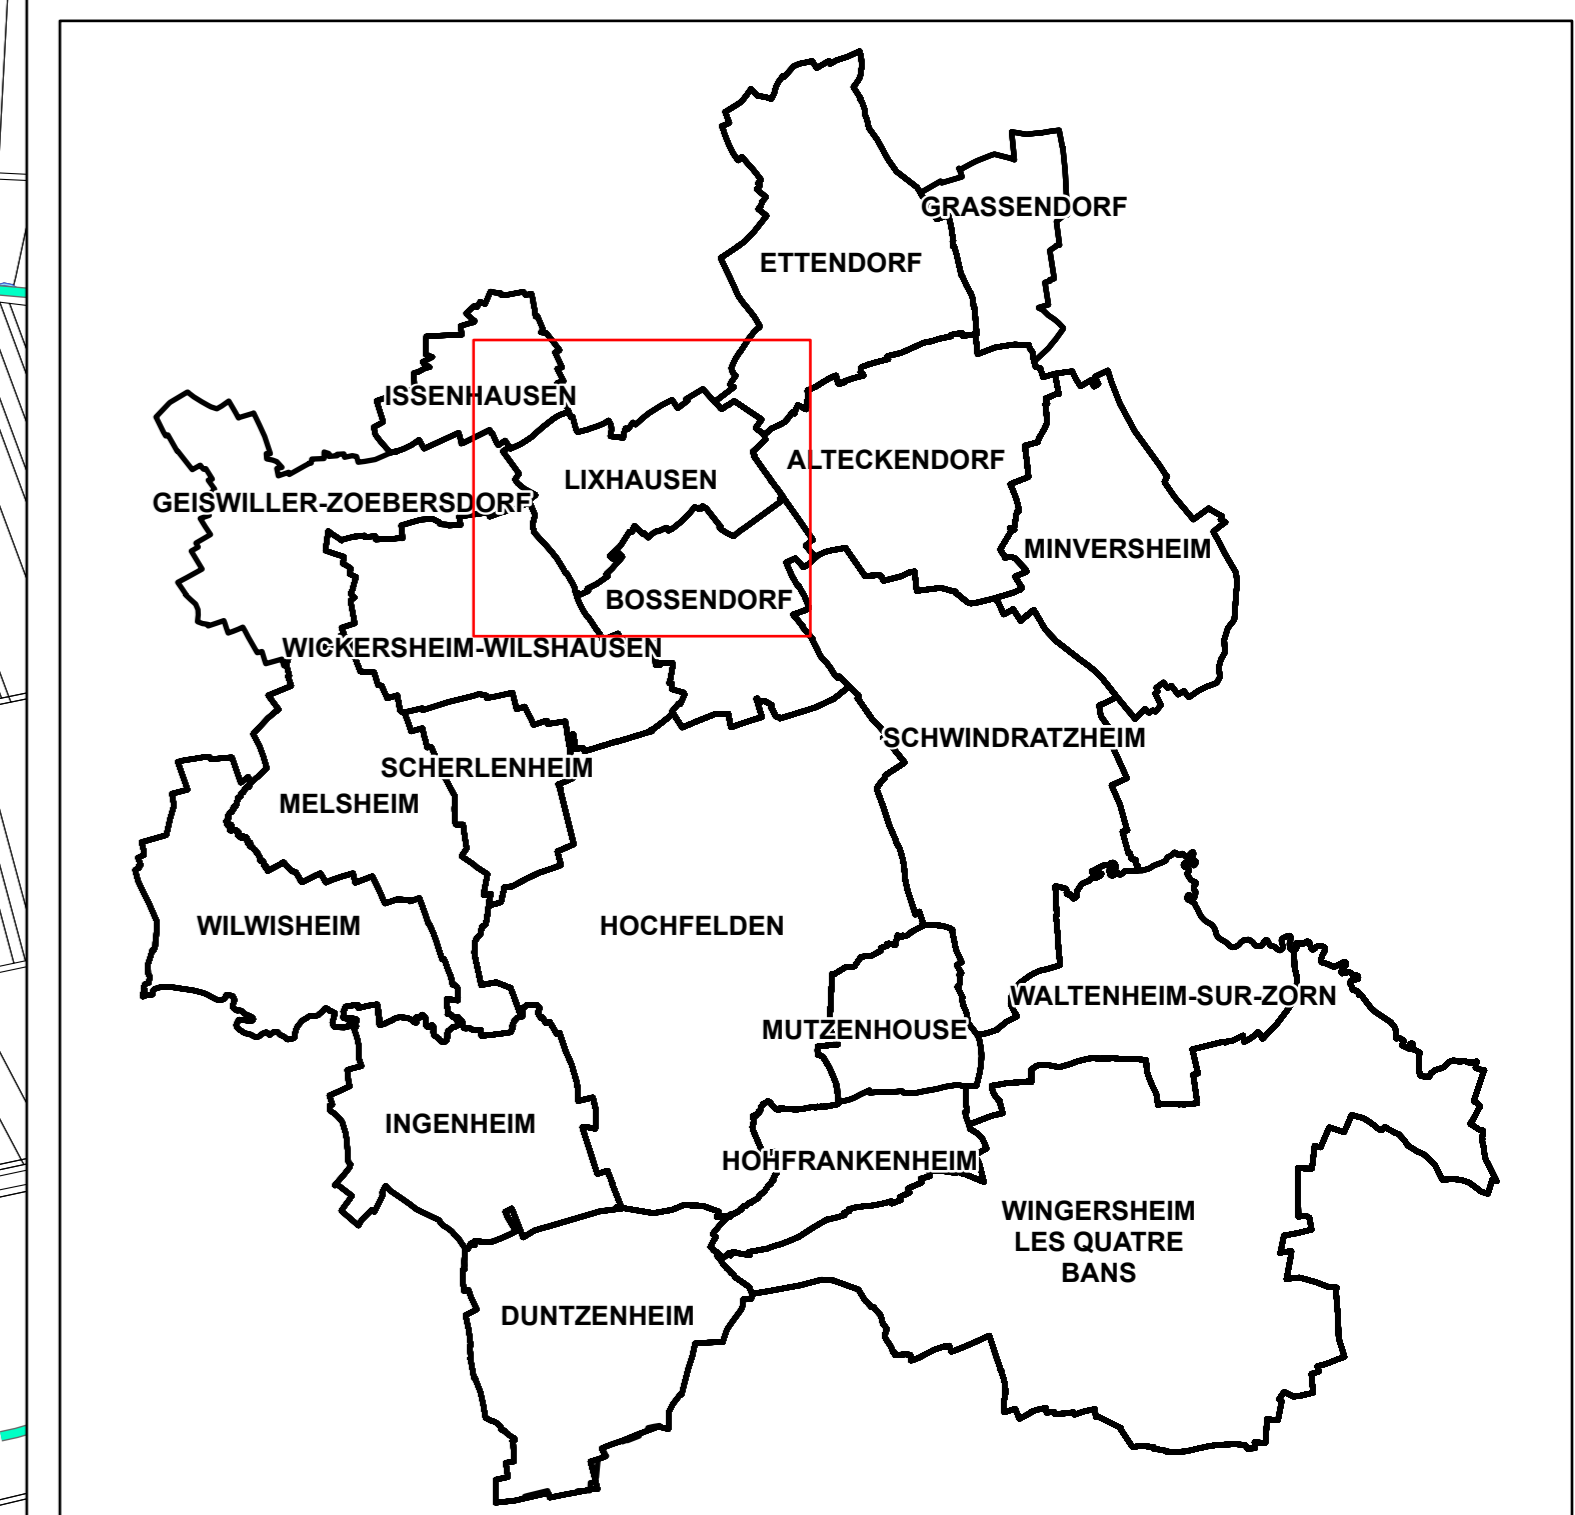 GRASSENDORF
ETTENDORF
ISSENHAUSEN
ALTECKENDORF
LIXHAUSEN
GEISWILLER-ZOEBERSDORF
MINVERSHEIM
BOSSENDORF
WICKERSHEIM-WILSHAUSEN
SCHWINDRATZHEIM
SCHERLENHEIM
MELSHEIM
WILWISHEIM
HOCHFELDEN
WALTENHEIM-SUR-ZORN
MUTZENHOUSE
INGENHEIM
HOHFRANKENHEIM
WINGERSHEIM
LES QUATRE
BANS
DUNTZENHEIM